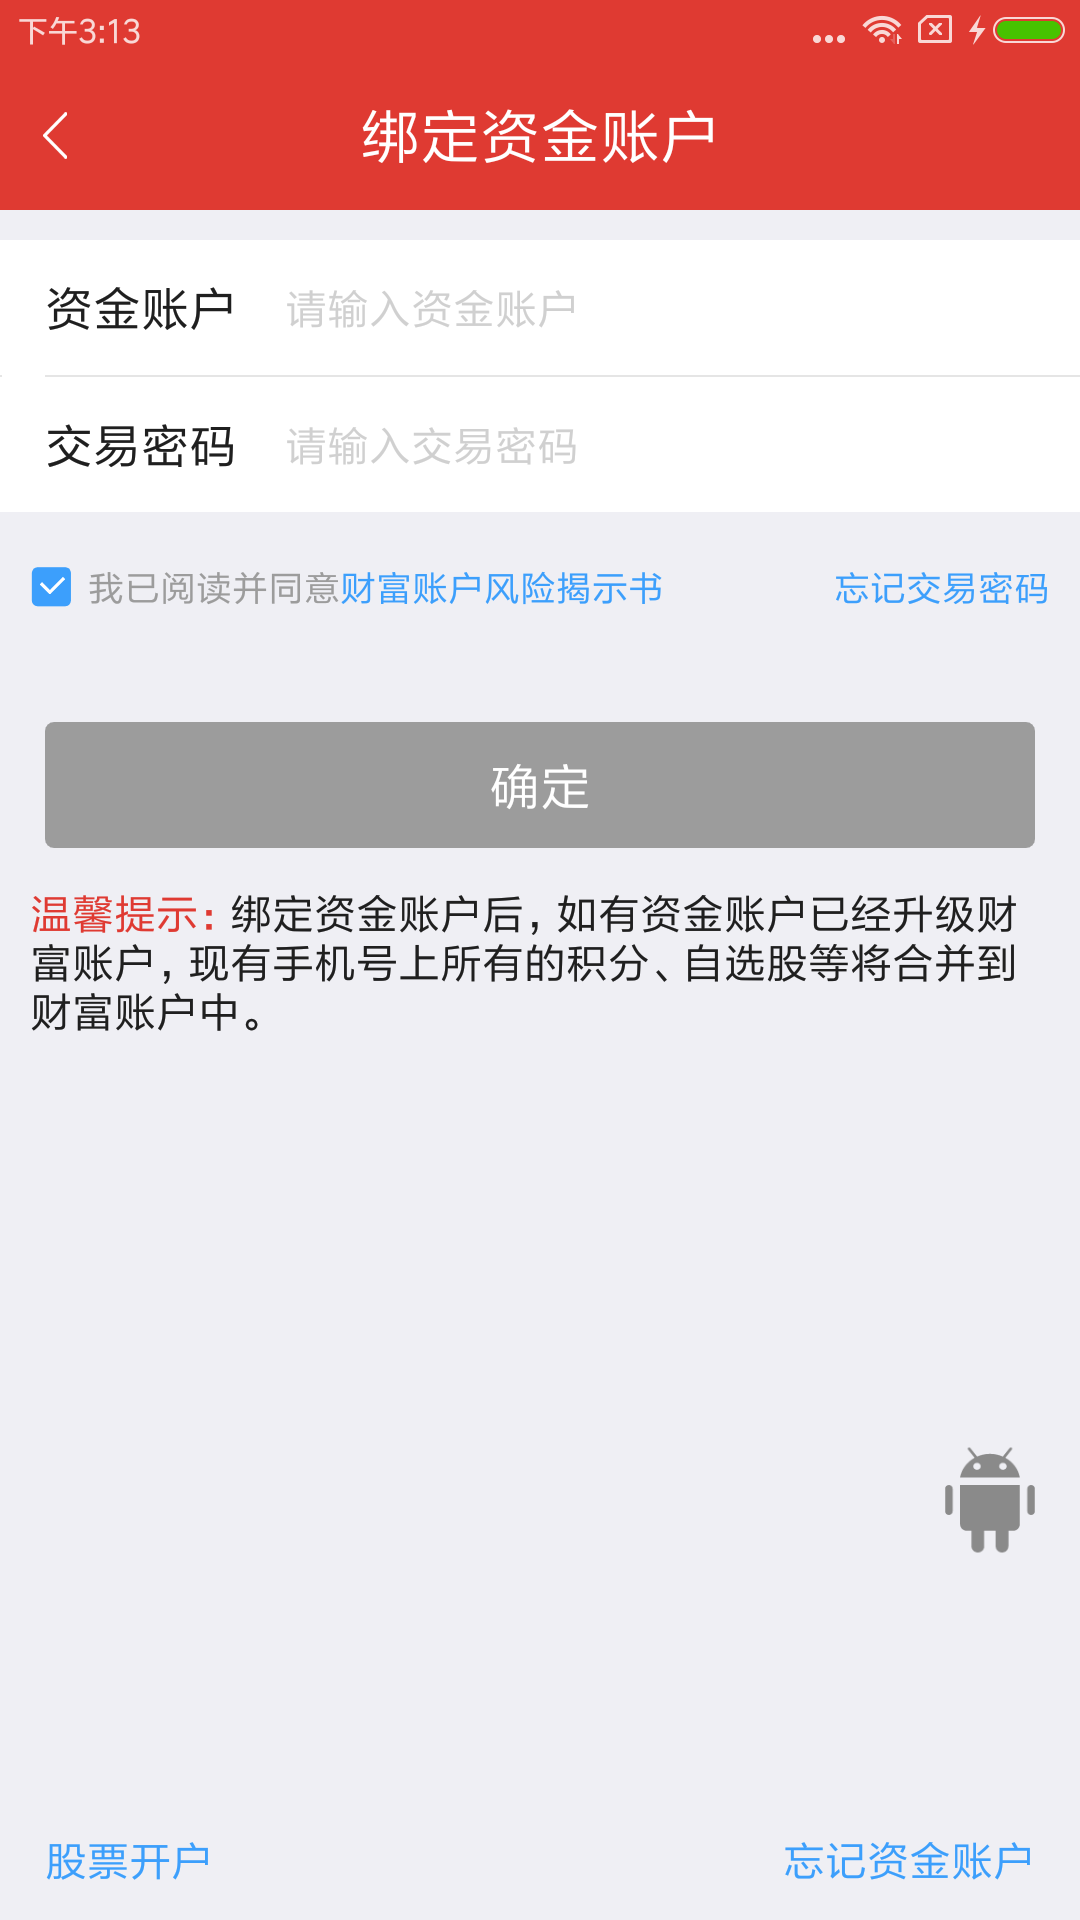 下午3:13
绑定资金账户
资金账户 请输入资金账户
交易密码 请输入交易密码
我已阅读并同意财富账户风险揭示书 忘记交易密码
确定
温馨提示：绑定资金账户后，如有资金账户已经升级财
富账户，现有手机号上所有的积分、自选股等将合并到
财富账户中。
股票开户 忘记资金账户